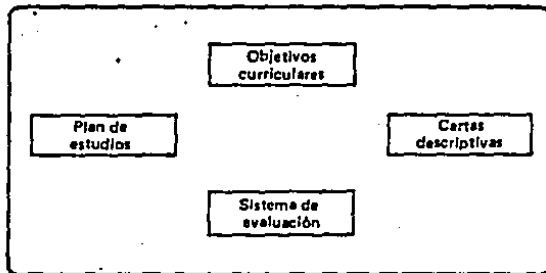 Objetivos
curriculares
Plan de
estudios
Cartas
descriptivas
Sistema de
evaluación